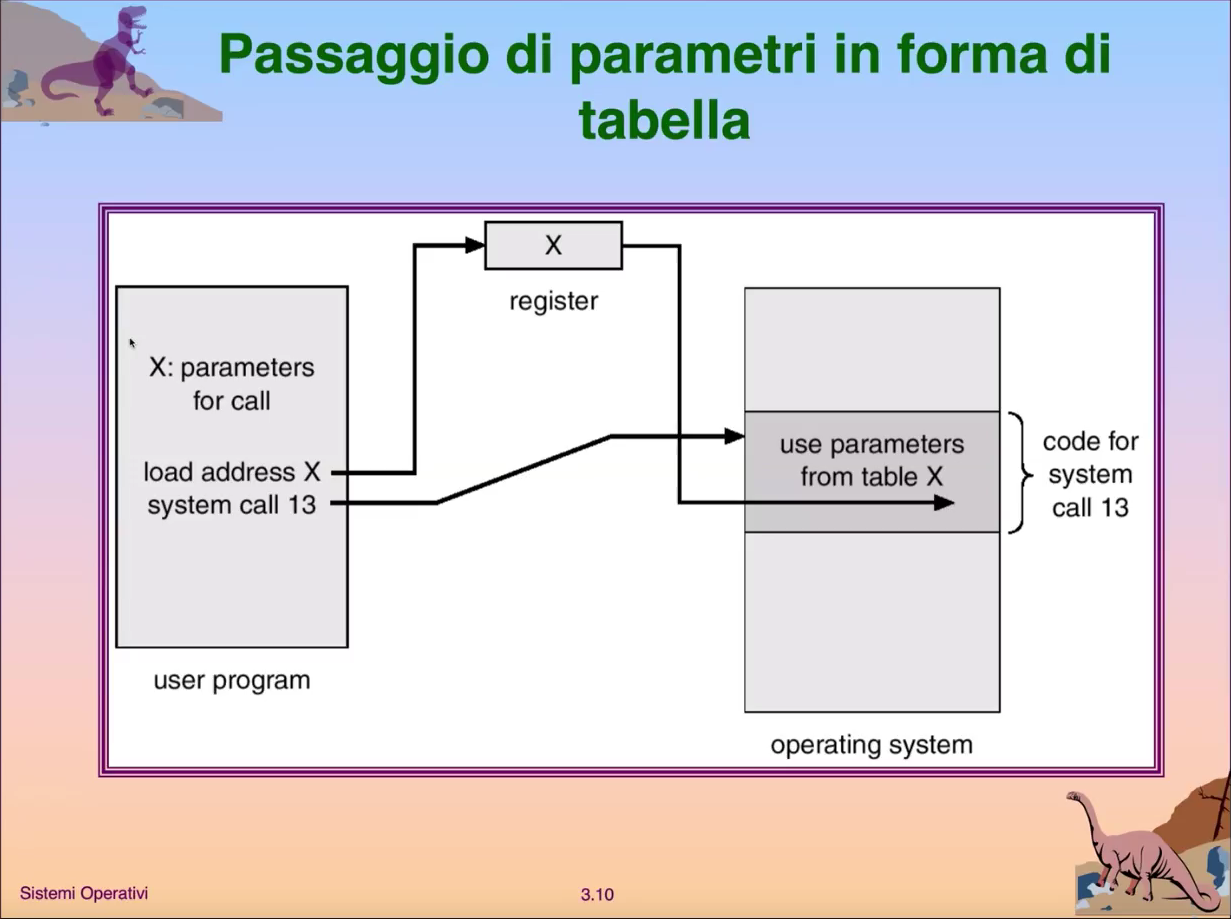 Passaggio di parametri in forma di
tabella
X
register
X: parameters
for call
load address X
system call 13
user program
use parameters
from table X
code for
system
call 13
operating system
Sistemi Operativi
3.10